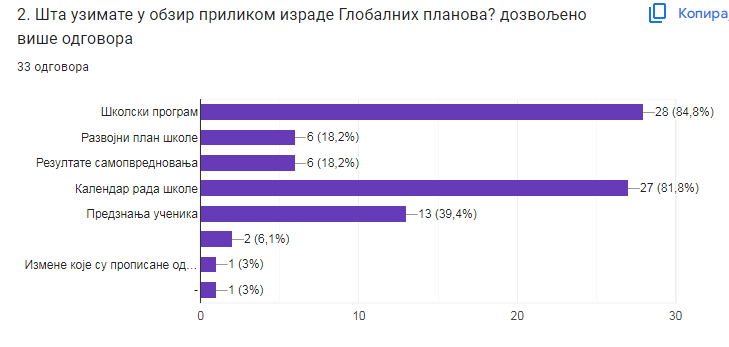 2. Шта узимате у обзир приликом израде Глобалних планова? дозвољено
више одговора
Копирај
33 одговора
Школски програм
28 (84,8%)
Развојни план школе
6 (18,2%)
Резултате самопвредновања
6 (18,2%)
Календар рада школе
27 (81,8%)
Предзнања ученика
13 (39,4%)
2 (6,1%)
Измене које су прописане од…
1 (3%)
-
1 (3%)
0 10 20 30